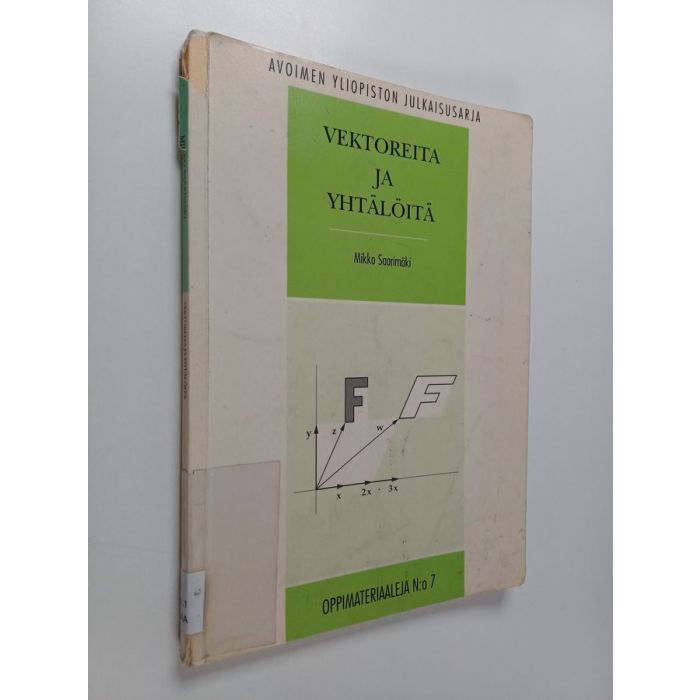 AVOIMEN YLIOPISTON JULKAISUSARJA
VEKTOREITA
JA
YHTÄLÖITÄ
Mikko Saarimäki
F F
y z w
x 2x 3x
OPPIMATERIAALEJA N:o 7